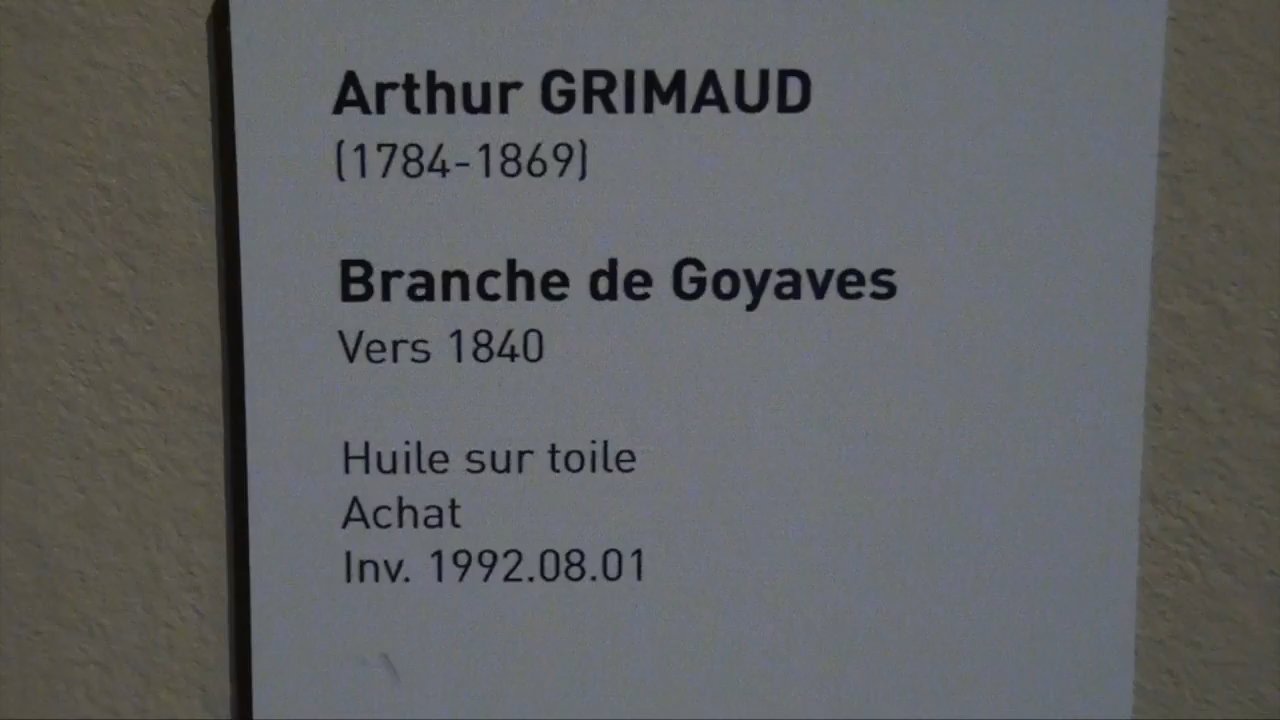 Arthur GRIMAUD
(1784-1869)
Branche de Goyaves
Vers 1840
Huile sur toile
Achat
Inv. 1992.08.01